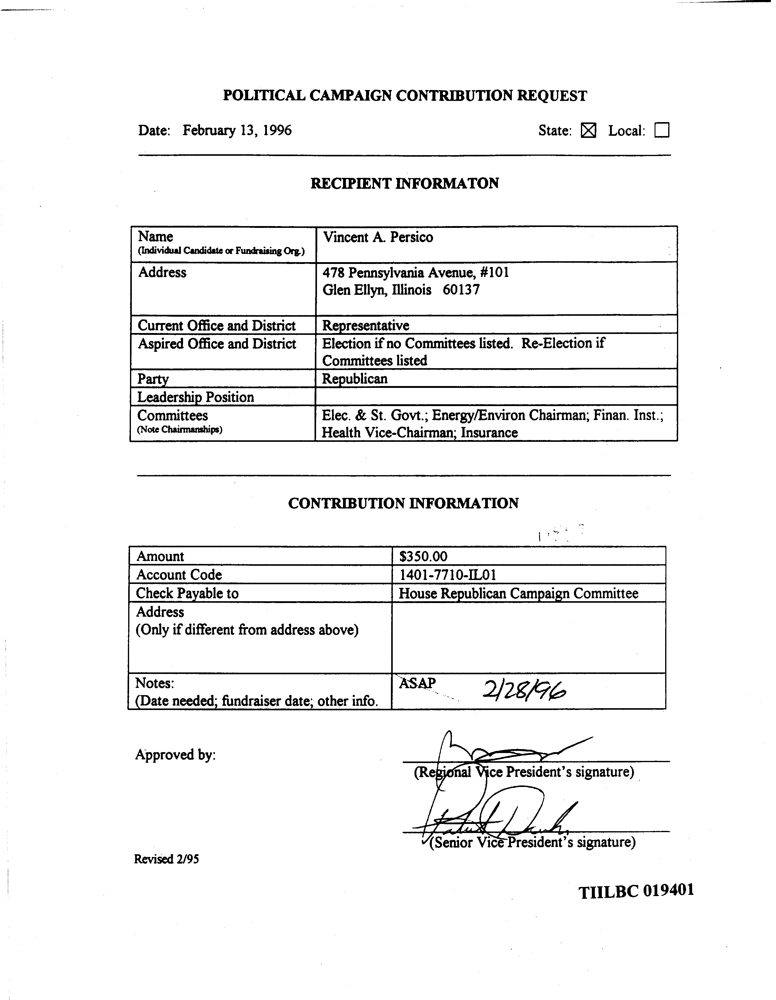 POLITICAL CAMPAIGN CONTRIBUTION REQUEST
Date: February 13, 1996 State: ☒ Local: ☐
RECIPIENT INFORMATON
Name Vincent A. Persico
(Individual Candidate or Fundraising Org.)
Address 478 Pennsylvania Avenue, #101
Glen Ellyn, Illinois 60137
Current Office and District Representative
Aspired Office and District Election if no Committees listed. Re-Election if
Committees listed
Party Republican
Leadership Position
Committees Elec. & St. Govt.; Energy/Environ Chairman; Finan. Inst.;
(Note Chairmanships) Health Vice-Chairman; Insurance
CONTRIBUTION INFORMATION
Amount $350.00
Account Code 1401-7710-IL01
Check Payable to House Republican Campaign Committee
Address
(Only if different from address above)
Notes: ASAP 2/28/96
(Date needed; fundraiser date; other info.
Approved by:
(Regional Vice President's signature)
(Senior Vice President's signature)
Revised 2/95
TIILBC 019401